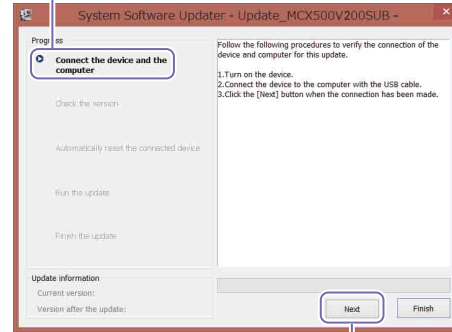 System Software Updater - Update_MCX500V200SUB -
Progress
Connect the device and the
computer
Check the version
Automatically reset the connected device
Run the update
Finish the update
Follow the following procedures to verify the connection of the
device and computer for this update.
1.Turn on the device.
2.Connect the device to the computer with the USB cable.
3.Click the [Next] button when the connection has been made.
Update information
Current version:
Version after the update:
Next
Finish